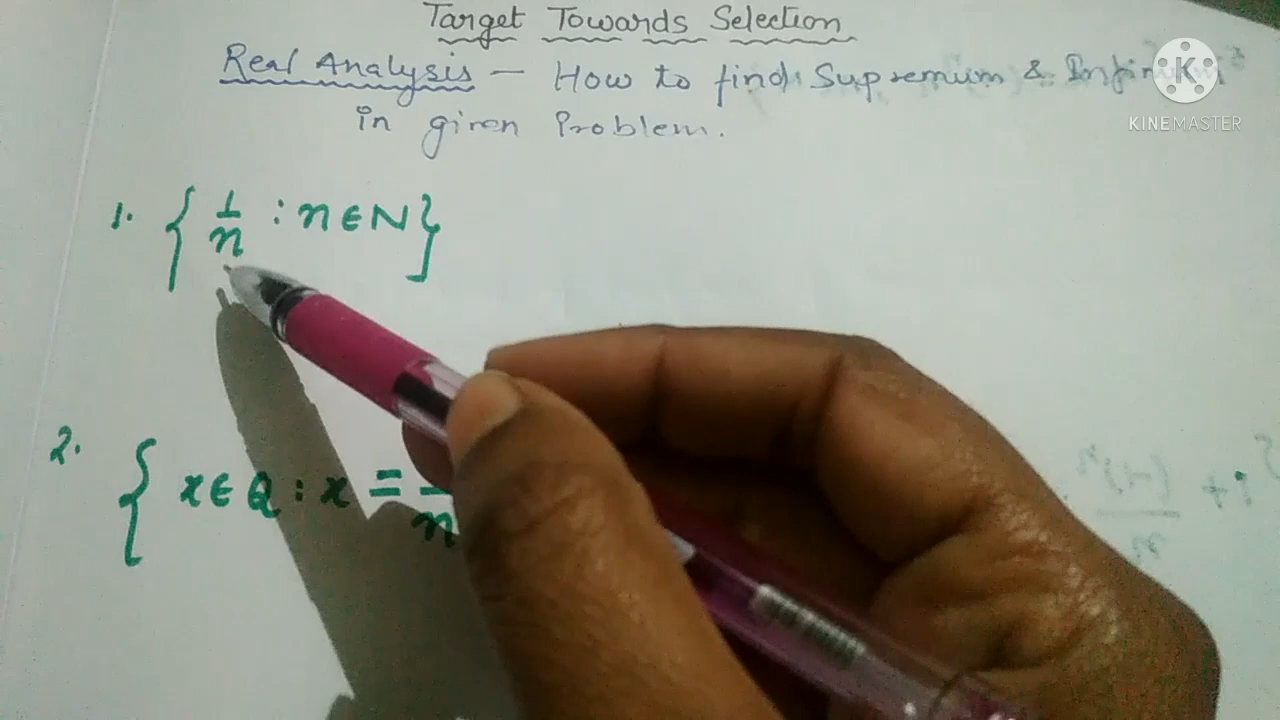 Target Towards Selection
Real Analysis — How to find Supremum &
in given Problem.
K
KINEMASTER
1. { 1/n : n ∈ N }
2. { x ∈ Q : x = /n